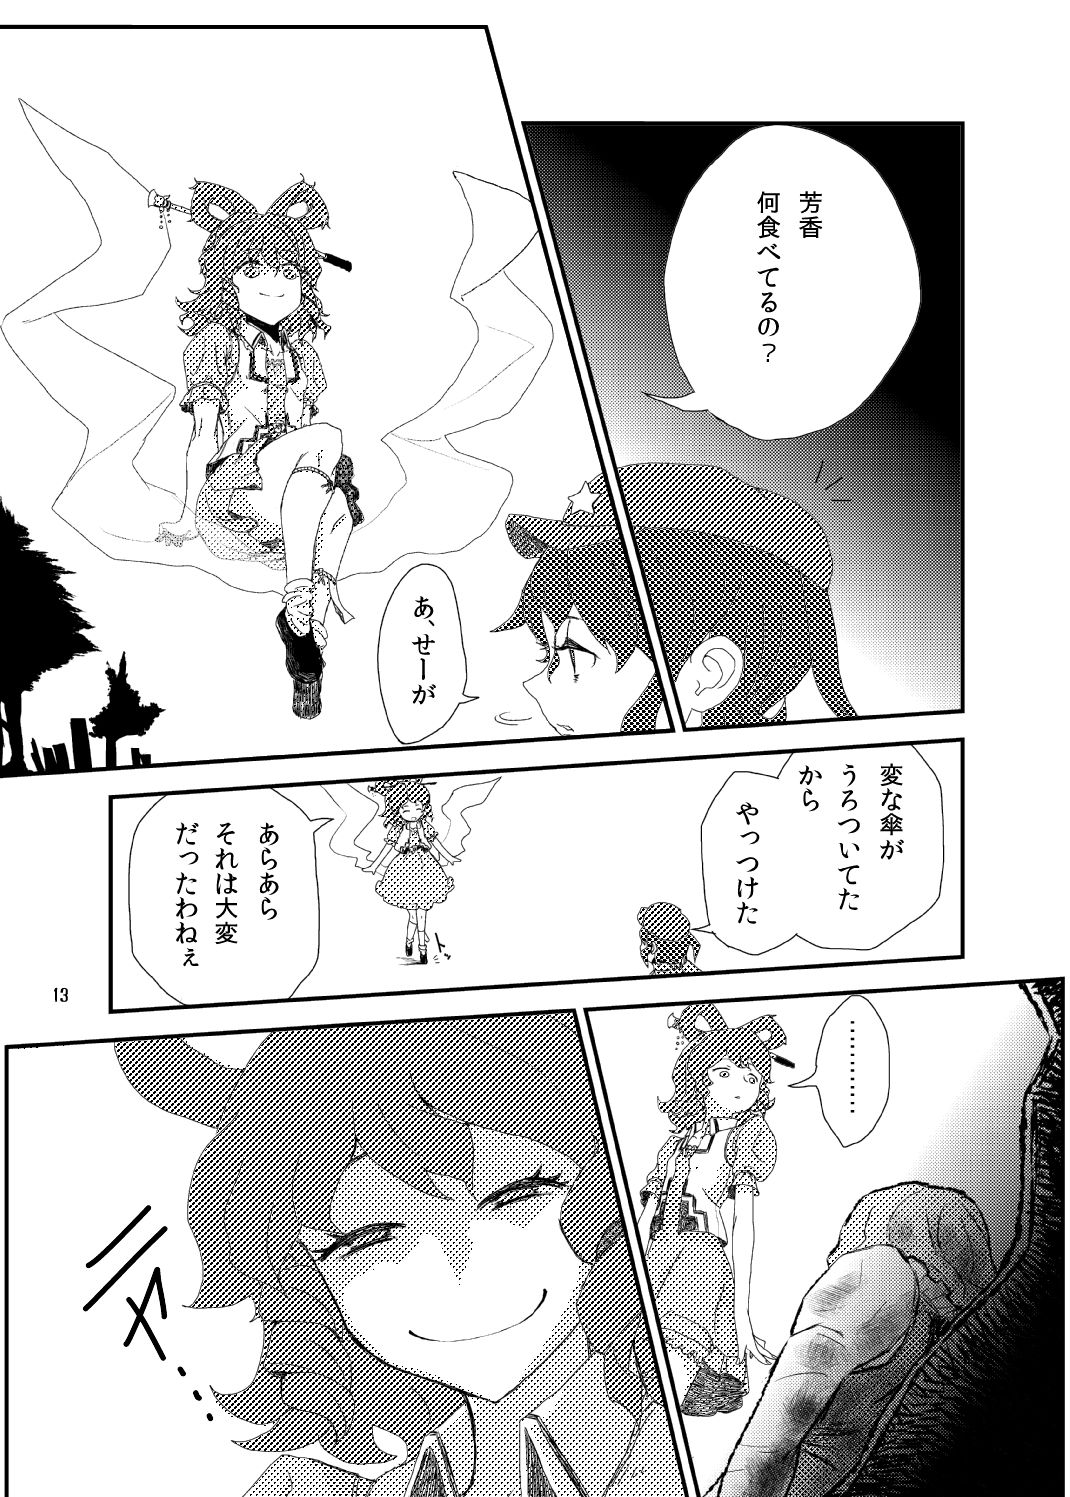 芳香
何食べてるの?
あ、せーが
変な傘が
うろついてた
から
やっつけた
トッ
あらあら
それは大変
だったわねぇ
…………
ニヤ…
13